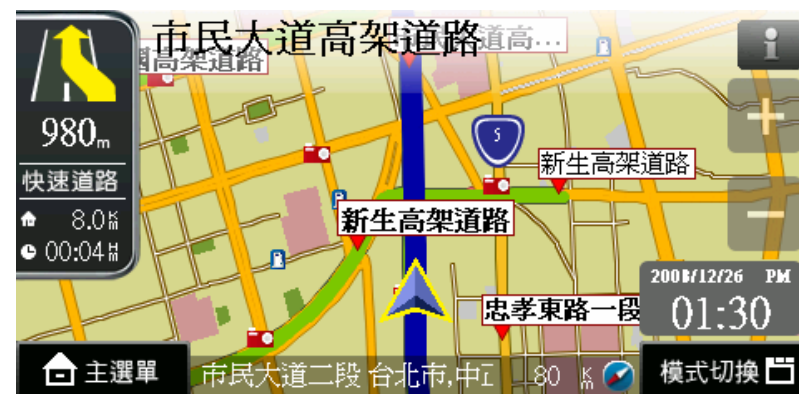 市民大道高架道路
高架道路
道高...
980m
快速道路
8.0
00:04
5
新生高架道路
新生高架道路
忠孝東路一段
2008/12/26 PM
01:30
主選單
市民大道二段 台北市,中
80
模式切換